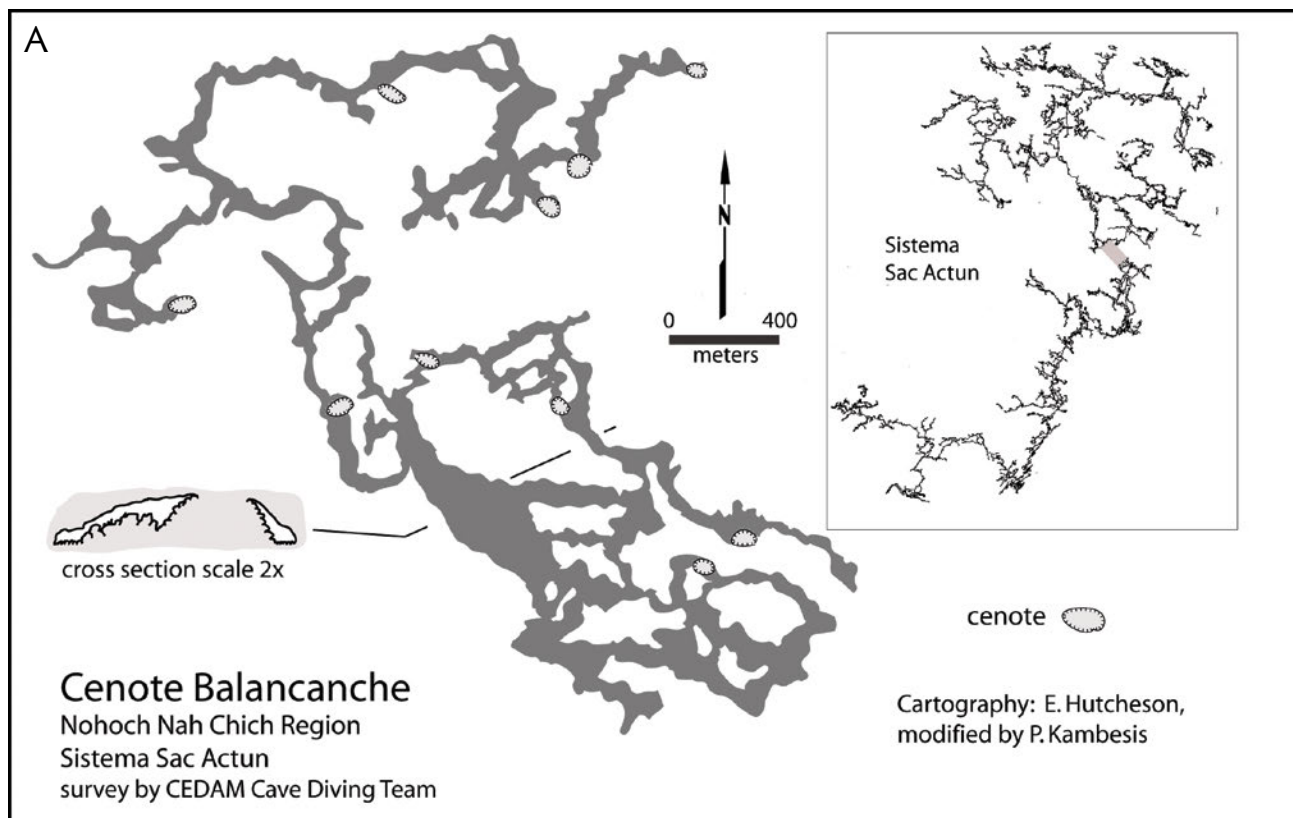 A
N
0 400
meters
Sistema
Sac Actun
cross section scale 2x
cenote
Cenote Balancanche
Nohoch Nah Chich Region
Sistema Sac Actun
survey by CEDAM Cave Diving Team
Cartography: E. Hutcheson,
modified by P. Kambesis